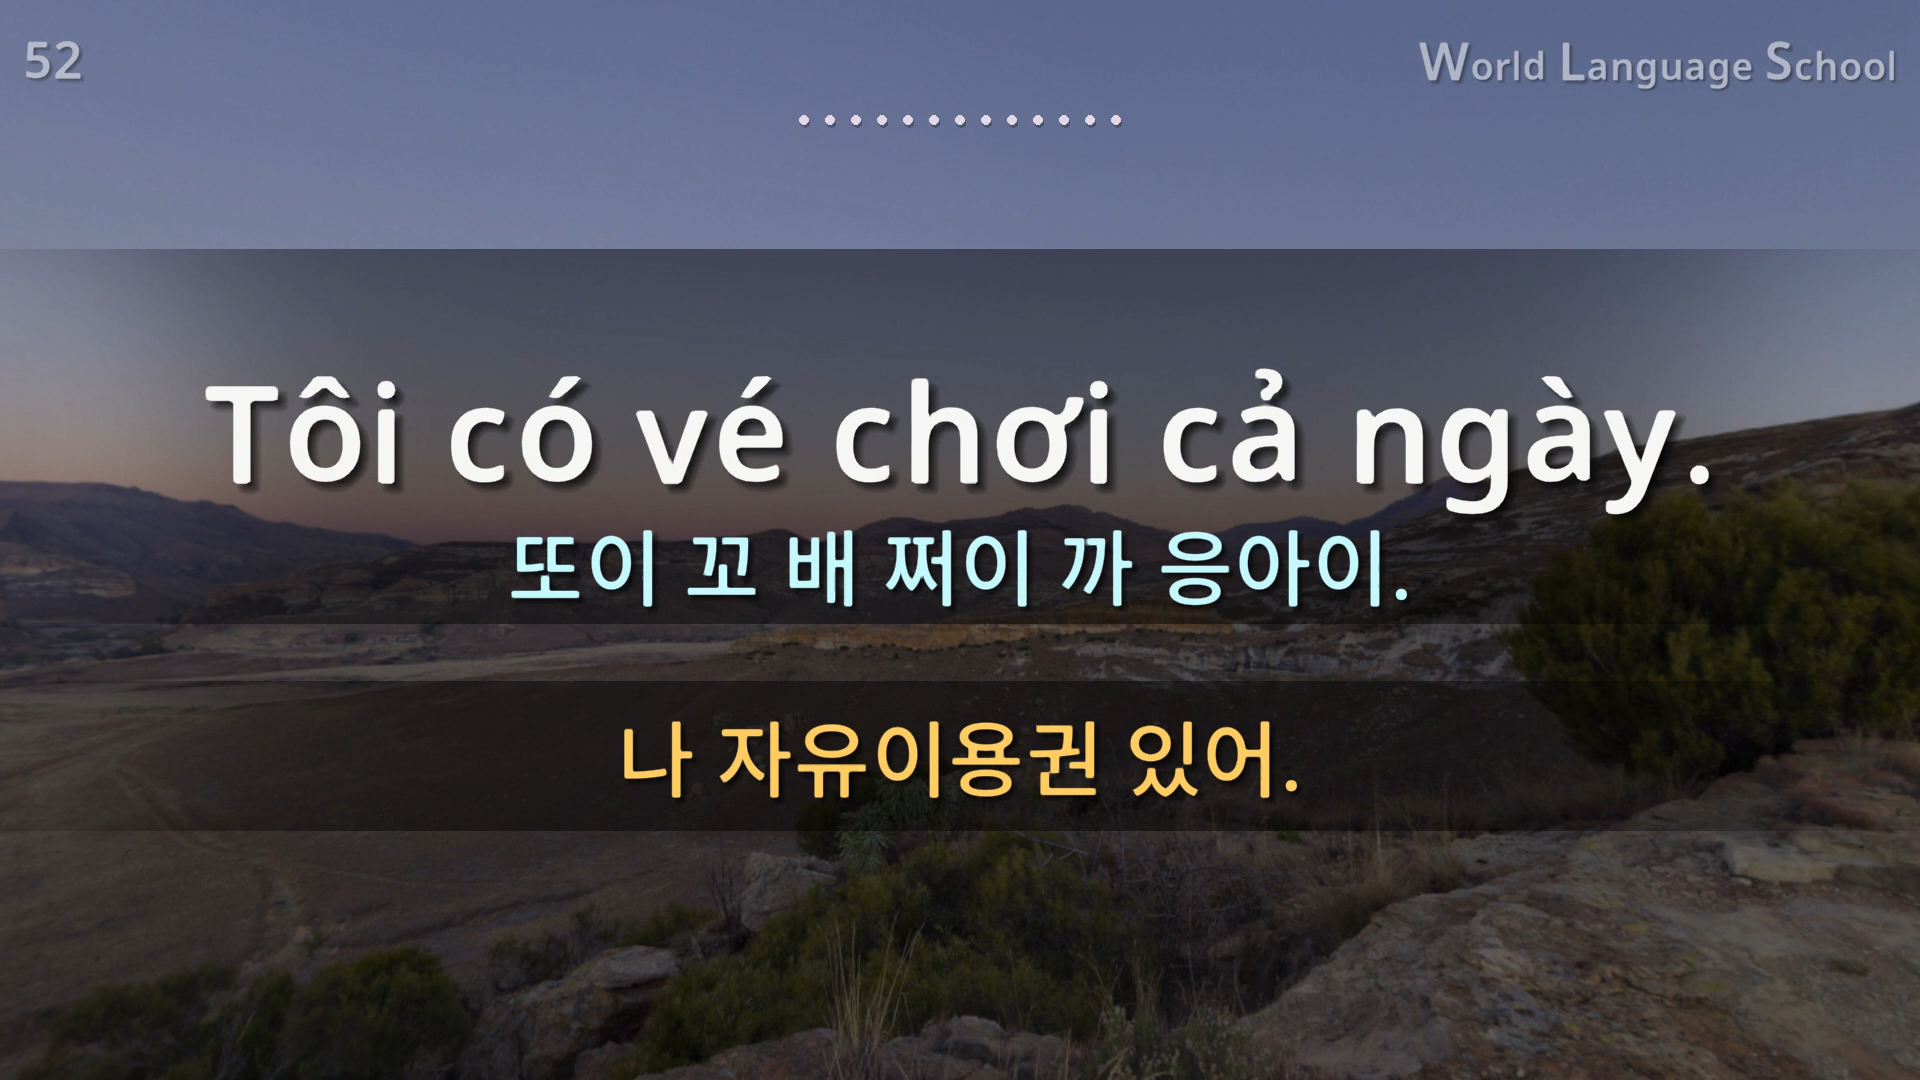 52
World Language School
Tôi có vé chơi cả ngày.
또이 꼬 배 쩌이 까 응아이.
나 자유이용권 있어.